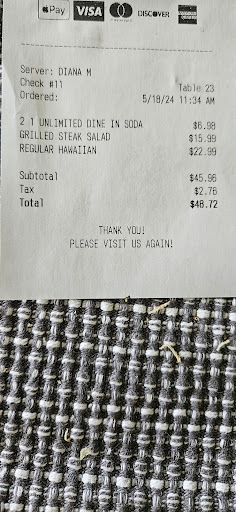 Pay VISA DISCOVER
Server: DIANA M
Check #11 Table 23
Ordered: 5/18/24 11:34 AM
2 1 UNLIMITED DINE IN SODA $6.98
GRILLED STEAK SALAD $15.99
REGULAR HAWAIIAN $22.99
Subtotal $45.96
Tax $2.76
Total $48.72
THANK YOU!
PLEASE VISIT US AGAIN!